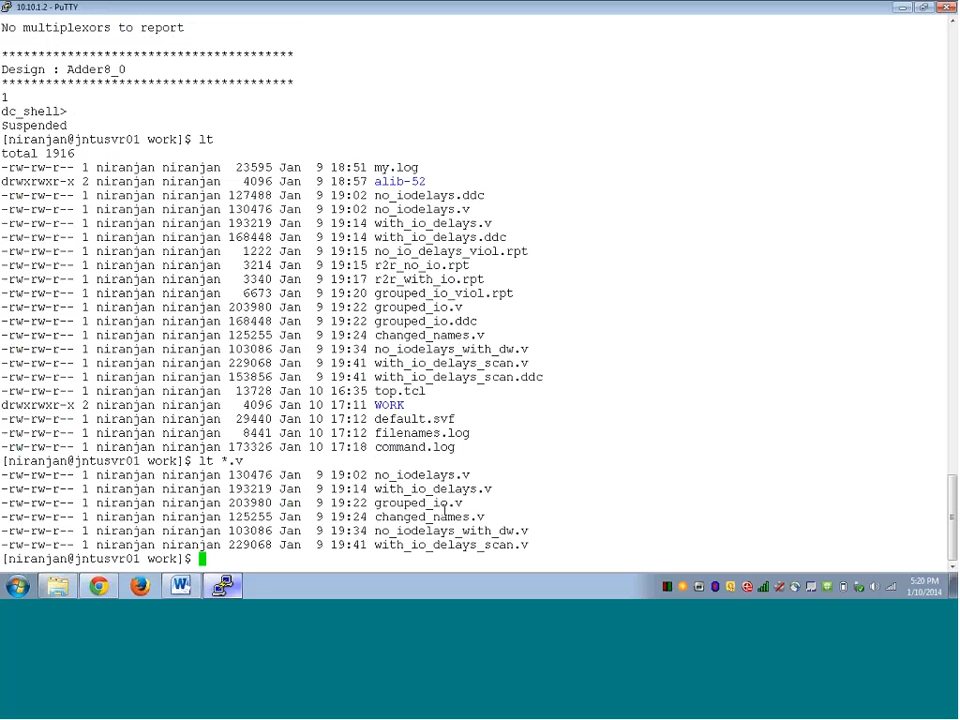 10.10.1.2 - PuTTY
No multiplexors to report
****************************************
Design : Adder8_0
****************************************
1
dc_shell>
Suspended
[niranjan@jntusvr01 work]$ lt
total 1916
-rw-rw-r-- 1 niranjan niranjan  23595 Jan  9 18:51 my.log
drwxrwxr-x 2 niranjan niranjan   4096 Jan  9 18:57 alib-52
-rw-rw-r-- 1 niranjan niranjan 127488 Jan  9 19:02 no_iodelays.ddc
-rw-rw-r-- 1 niranjan niranjan 130476 Jan  9 19:02 no_iodelays.v
-rw-rw-r-- 1 niranjan niranjan 193219 Jan  9 19:14 with_io_delays.v
-rw-rw-r-- 1 niranjan niranjan 168448 Jan  9 19:14 with_io_delays.ddc
-rw-rw-r-- 1 niranjan niranjan   1222 Jan  9 19:15 no_io_delays_viol.rpt
-rw-rw-r-- 1 niranjan niranjan   3214 Jan  9 19:15 r2r_no_io.rpt
-rw-rw-r-- 1 niranjan niranjan   3340 Jan  9 19:17 r2r_with_io.rpt
-rw-rw-r-- 1 niranjan niranjan   6673 Jan  9 19:20 grouped_io_viol.rpt
-rw-rw-r-- 1 niranjan niranjan 203980 Jan  9 19:22 grouped_io.v
-rw-rw-r-- 1 niranjan niranjan 168448 Jan  9 19:22 grouped_io.ddc
-rw-rw-r-- 1 niranjan niranjan 125255 Jan  9 19:24 changed_names.v
-rw-rw-r-- 1 niranjan niranjan 103086 Jan  9 19:34 no_iodelays_with_dw.v
-rw-rw-r-- 1 niranjan niranjan 229068 Jan  9 19:41 with_io_delays_scan.v
-rw-rw-r-- 1 niranjan niranjan 153856 Jan  9 19:41 with_io_delays_scan.ddc
-rw-rw-r-- 1 niranjan niranjan  13728 Jan 10 16:35 top.tcl
drwxrwxr-x 2 niranjan niranjan   4096 Jan 10 17:11 WORK
-rw-rw-r-- 1 niranjan niranjan  29440 Jan 10 17:12 default.svf
-rw-rw-r-- 1 niranjan niranjan   8441 Jan 10 17:12 filenames.log
-rw-rw-r-- 1 niranjan niranjan 173326 Jan 10 17:18 command.log
[niranjan@jntusvr01 work]$ lt *.v
-rw-rw-r-- 1 niranjan niranjan 130476 Jan  9 19:02 no_iodelays.v
-rw-rw-r-- 1 niranjan niranjan 193219 Jan  9 19:14 with_io_delays.v
-rw-rw-r-- 1 niranjan niranjan 203980 Jan  9 19:22 grouped_io.v
-rw-rw-r-- 1 niranjan niranjan 125255 Jan  9 19:24 changed_names.v
-rw-rw-r-- 1 niranjan niranjan 103086 Jan  9 19:34 no_iodelays_with_dw.v
-rw-rw-r-- 1 niranjan niranjan 229068 Jan  9 19:41 with_io_delays_scan.v
[niranjan@jntusvr01 work]$
5:20 PM
1/10/2014